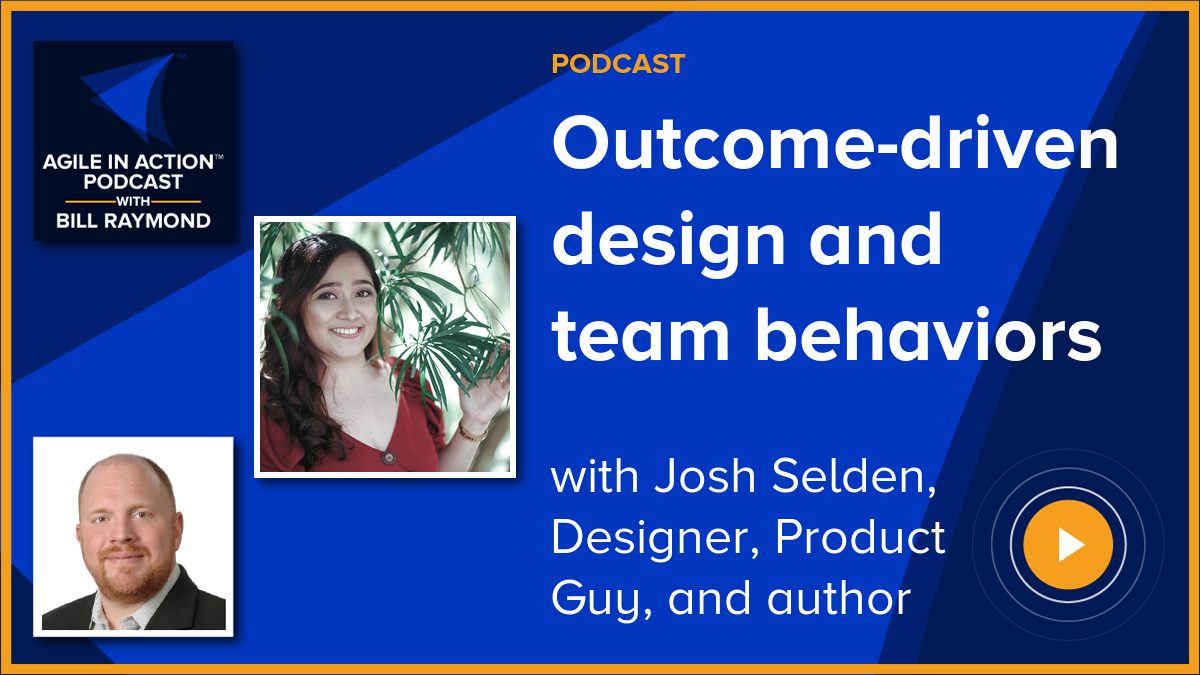 AGILE IN ACTION™
PODCAST
WITH
BILL RAYMOND
PODCAST
Outcome-driven
design and
team behaviors
with Josh Selden,
Designer, Product
Guy, and author